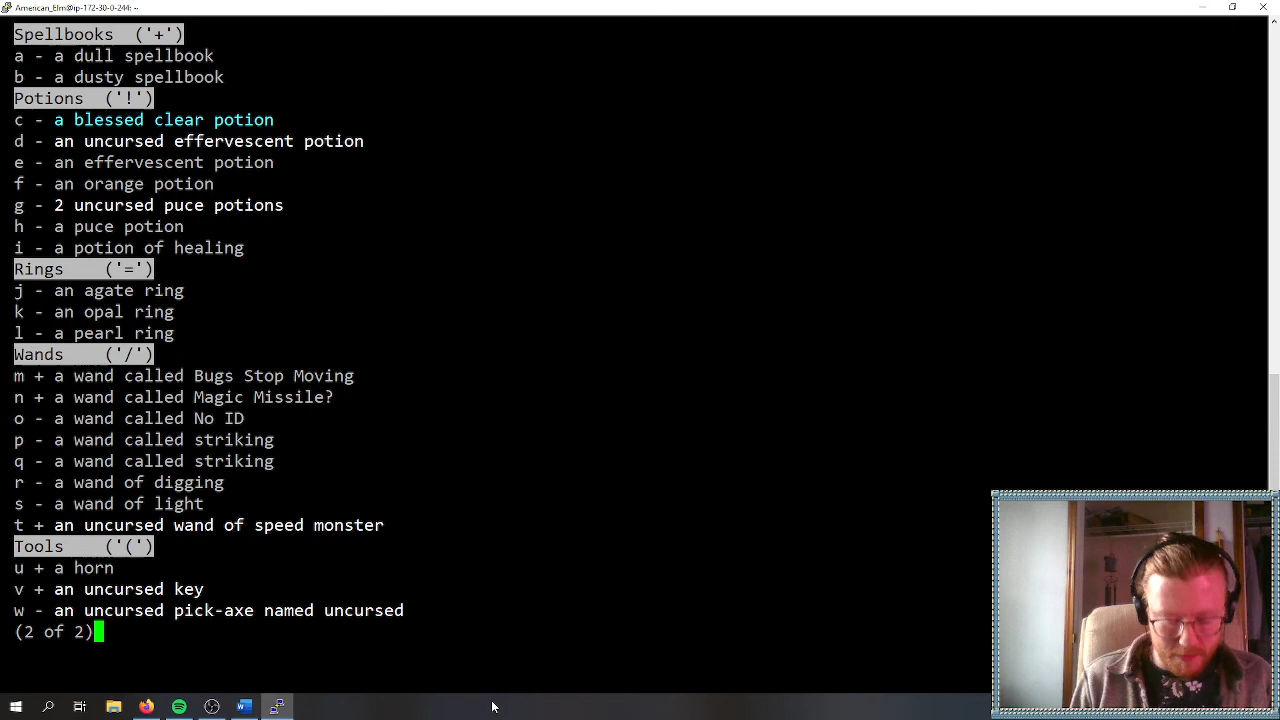 American_Elm@ip-172-30-0-244: ~
Spellbooks  ('+')
a - a dull spellbook
b - a dusty spellbook
Potions  ('!')
c - a blessed clear potion
d - an uncursed effervescent potion
e - an effervescent potion
f - an orange potion
g - 2 uncursed puce potions
h - a puce potion
i - a potion of healing
Rings    ('=')
j - an agate ring
k - an opal ring
l - a pearl ring
Wands    ('/')
m + a wand called Bugs Stop Moving
n + a wand called Magic Missile?
o - a wand called No ID
p - a wand called striking
q - a wand called striking
r - a wand of digging
s - a wand of light
t + an uncursed wand of speed monster
Tools    ('(')
u + a horn
v + an uncursed key
w - an uncursed pick-axe named uncursed
(2 of 2)